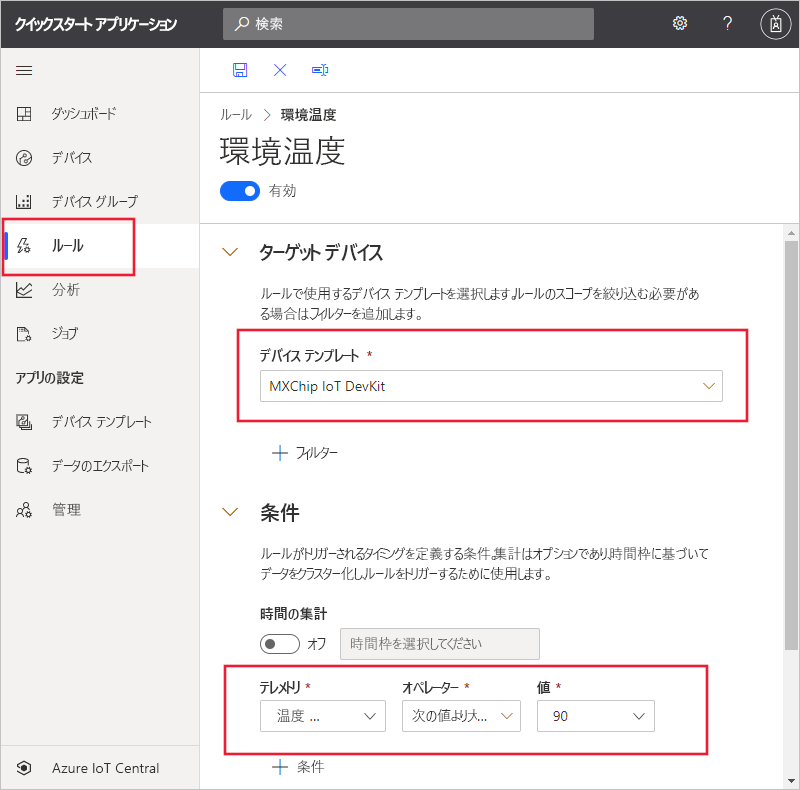 クイックスタート アプリケーション
検索
?
ダッシュボード
デバイス
デバイス グループ
ルール
分析
ジョブ
アプリの設定
デバイス テンプレート
データのエクスポート
管理
Azure IoT Central
ルール > 環境温度
環境温度
有効
ターゲット デバイス
ルールで使用するデバイス テンプレートを選択します。ルールのスコープを絞り込む必要があ
る場合はフィルターを追加します。
デバイス テンプレート *
MXChip IoT DevKit
フィルター
条件
ルールがトリガーされるタイミングを定義する条件。集計はオプションであり、時間枠に基づいて
データをクラスター化し、ルールをトリガーするために使用します。
時間の集計
オフ 時間枠を選択してください
テレメトリ * オペレーター * 値 *
温度 ... 次の値より大... 90
条件